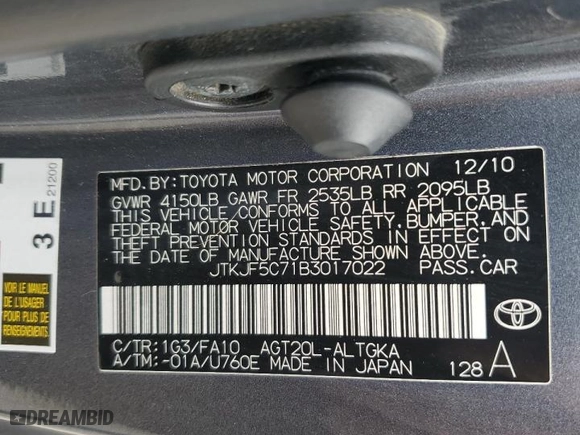 MFD.BY:TOYOTA MOTOR CORPORATION 12/10
GVWR 4150LB GAWR FR 2535LB RR 2095LB
THIS VEHICLE CONFORMS TO ALL APPLICABLE
FEDERAL MOTOR VEHICLE SAFETY,BUMPER,AND
THEFT PREVENTION STANDARDS IN EFFECT ON
THE DATE OF MANUFACTURE SHOWN ABOVE.
JTKJF5C71B3017022 PASS.CAR
C/TR:1G3/FA10 AGT20L-ALTGKA
A/TM:-01A/U760E MADE IN JAPAN 128 A
3 E 21200
LIRE LE MANUEL
DE L'USAGER
POUR PLUS DE
RENSEIGNEMENTS
DREAMBID